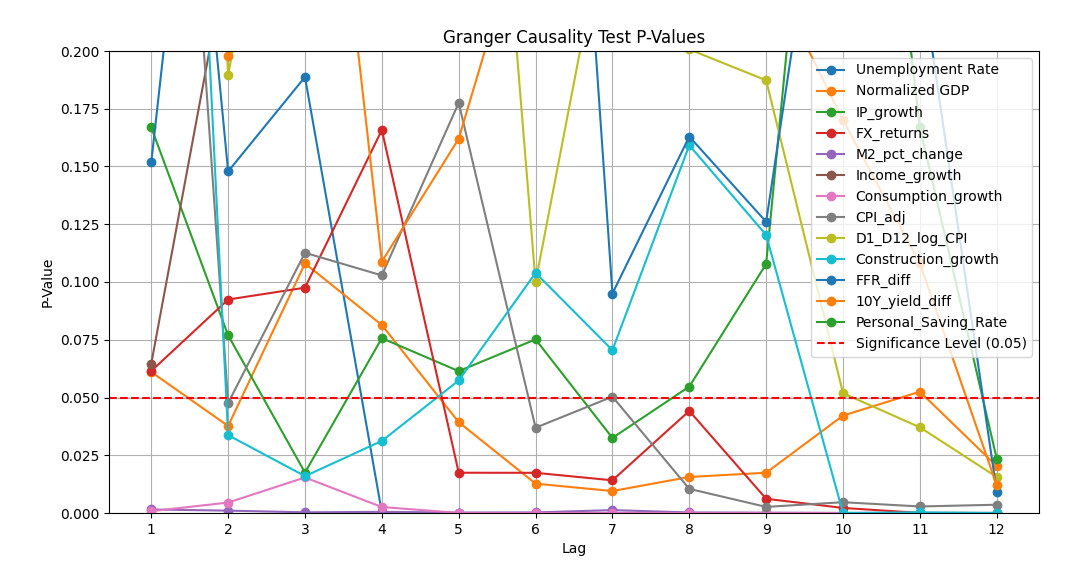 Granger Causality Test P-Values
P-Value
0.200
0.175
0.150
0.125
0.100
0.075
0.050
0.025
0.000
1 2 3 4 5 6 7 8 9 10 11 12
Lag
Unemployment Rate
Normalized GDP
IP_growth
FX_returns
M2_pct_change
Income_growth
Consumption_growth
CPI_adj
D1_D12_log_CPI
Construction_growth
FFR_diff
10Y_yield_diff
Personal_Saving_Rate
Significance Level (0.05)